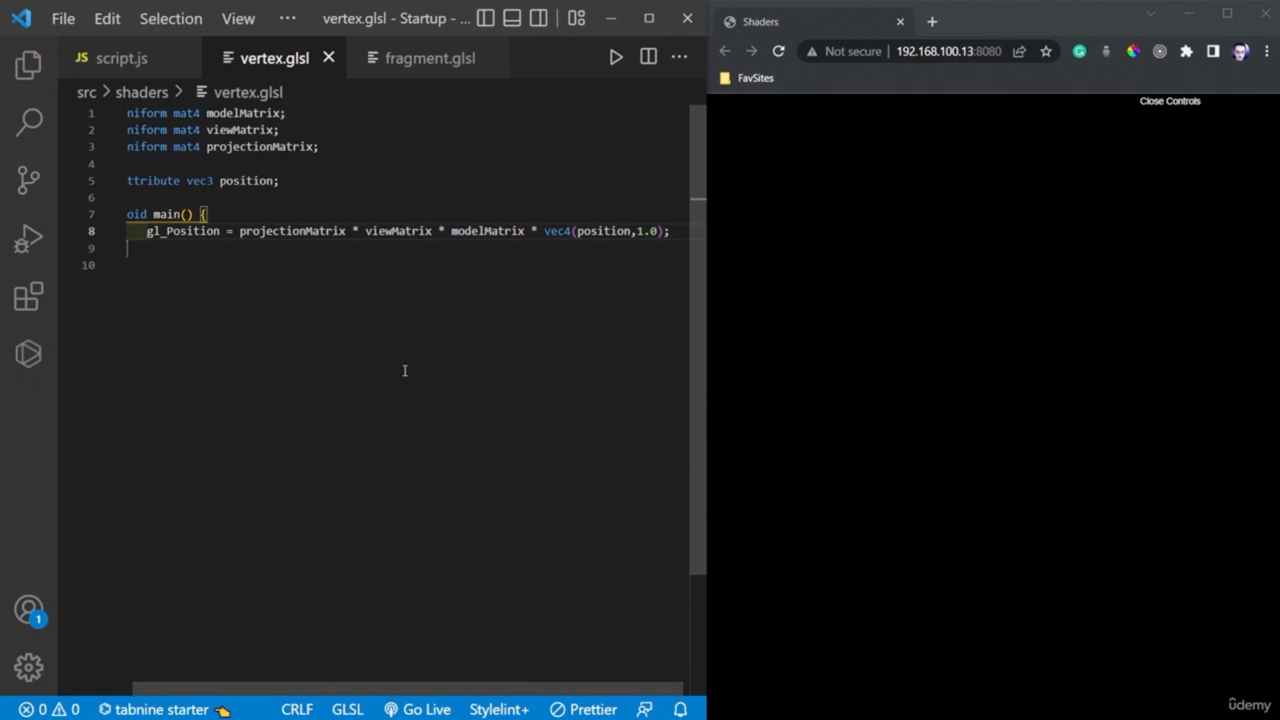 File Edit Selection View ··· vertex.glsl - Startup - ...
script.js vertex.glsl fragment.glsl
src > shaders > vertex.glsl
1 niform mat4 modelMatrix;
2 niform mat4 viewMatrix;
3 niform mat4 projectionMatrix;
4
5 ttribute vec3 position;
6
7 oid main() {
8 gl_Position = projectionMatrix * viewMatrix * modelMatrix * vec4(position,1.0);
9
10
1
0 0 tabnine starter CRLF GLSL Go Live Stylelint+ Prettier
Shaders
Not secure 192.168.100.13:8080
FavSites
Close Controls
ûdemy